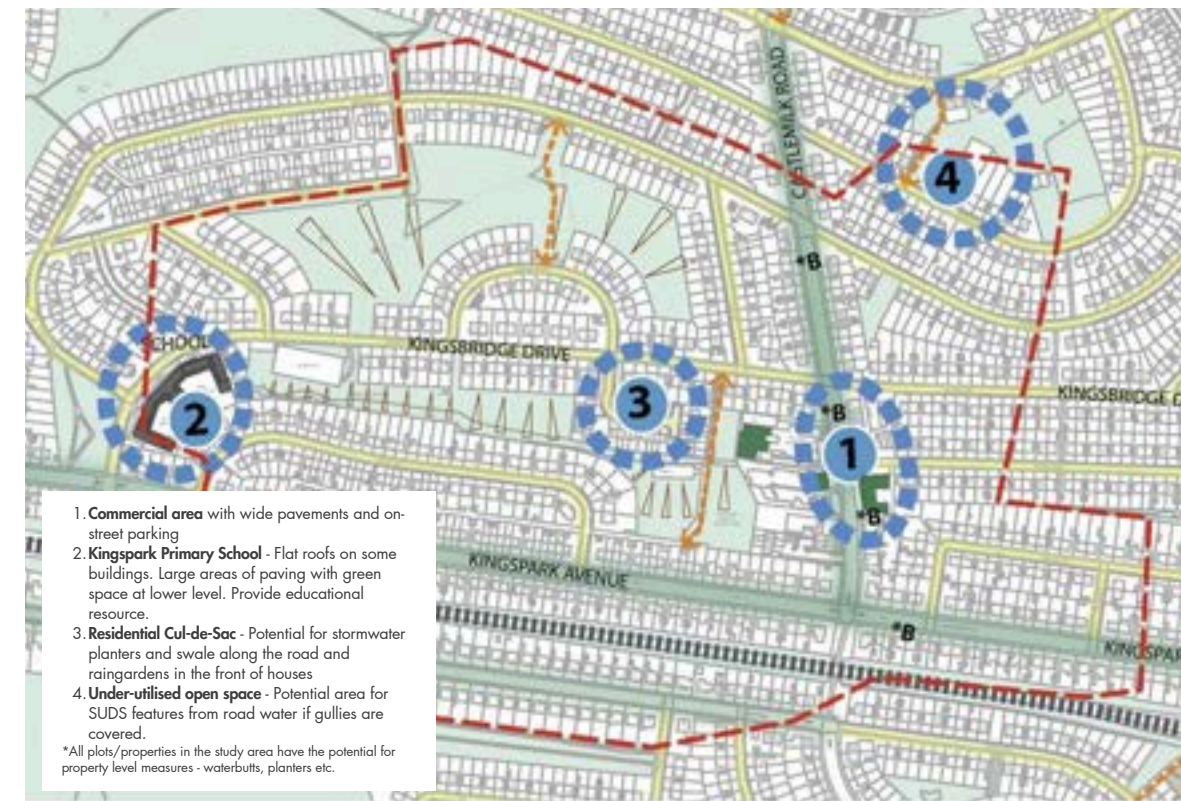 CASTLEMILK ROAD
4
*B
SCHOOL
KINGSBRIDGE DRIVE
KINGSBRIDGE D
2
3
*B
1
*B
KINGSPARK AVENUE
*B
KINGSPAR
1. Commercial area with wide pavements and on-
street parking
2. Kingspark Primary School - Flat roofs on some
buildings. Large areas of paving with green
space at lower level. Provide educational
resource.
3. Residential Cul-de-Sac - Potential for stormwater
planters and swale along the road and
raingardens in the front of houses
4. Under-utilised open space - Potential area for
SUDS features from road water if gullies are
covered.
*All plots/properties in the study area have the potential for
property level measures - waterbutts, planters etc.